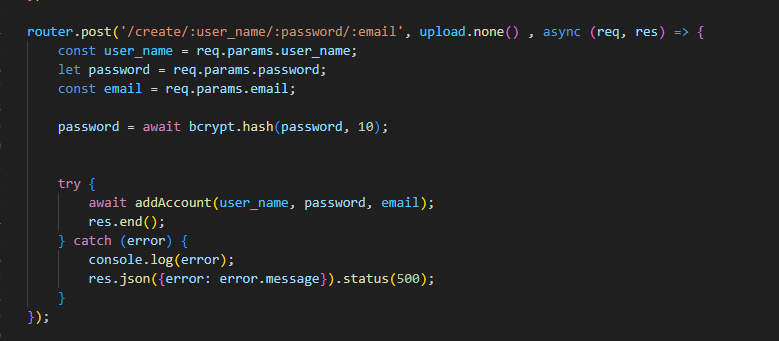 router.post('/create/:user_name/:password/:email', upload.none() , async (req, res) => {
    const user_name = req.params.user_name;
    let password = req.params.password;
    const email = req.params.email;

    password = await bcrypt.hash(password, 10);


    try {
        await addAccount(user_name, password, email);
        res.end();
    } catch (error) {
        console.log(error);
        res.json({error: error.message}).status(500);
    }
});